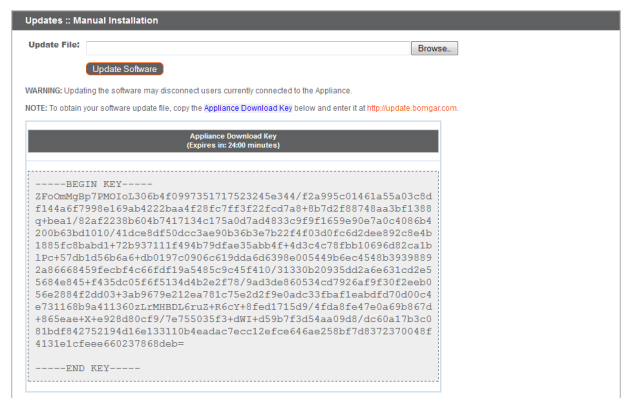 Updates :: Manual Installation
Update File:
Browse..
Update Software
WARNING: Updating the software may disconnect users currently connected to the Appliance.
NOTE: To obtain your software update file, copy the Appliance Download Key below and enter it at http://update.bomgar.com.
Appliance Download Key
(Expires in: 24:00 minutes)
-----BEGIN KEY-----
ZFoOmMgBp7PMOIoL306b4f0997351717523245e344/f2a995c01461a55a03c8d
f144a6f7998e169ab4222baa4f28fc7ff3f22fcd7a8+8b7d2f88748aa3bf1388
q+bea1/82af2238b604b7417134c175a0d7ad4833c9f9f1659e90e7a0c4086b4
200b63bd1010/41dce8df50dcc3ae90b36b3e7b22f4f03d0fc6d2dee892c8e4b
1885fc8babd1+72b937111f494b79dfae35abb4f+4d3c4c78fbb10696d82ca1b
lPc+57db1d56b6a6+db0197c0906c619dda6d6398e005449b6ec4548b3939889
2a86668459fecbf4c66fdf19a5485c9c45f410/31330b20935dd2a6e631cd2e5
5684e845+f435dc05f6f5134d4b2e2f78/9ad3de860534cd7926af9f30f2eeb0
56e2884f2dd03+3ab9679e212ea781c75e2d2f9e0adc33fbaf1eabdfd70d00c4
e731168b9a411360zLrMHBDL6ruZ+R6cY+8fed1715d9/4fda8fe47e0a69b867d
+865eae+X+e928d80cf9/7e755035f3+dWI+d59b7f3d54aa09d8/dc60a17b3c0
81bdf842752194d16e133110b4eadac7ecc12efce646ae258bf7d8372370048f
4131e1cfeee660237868deb=
-----END KEY-----